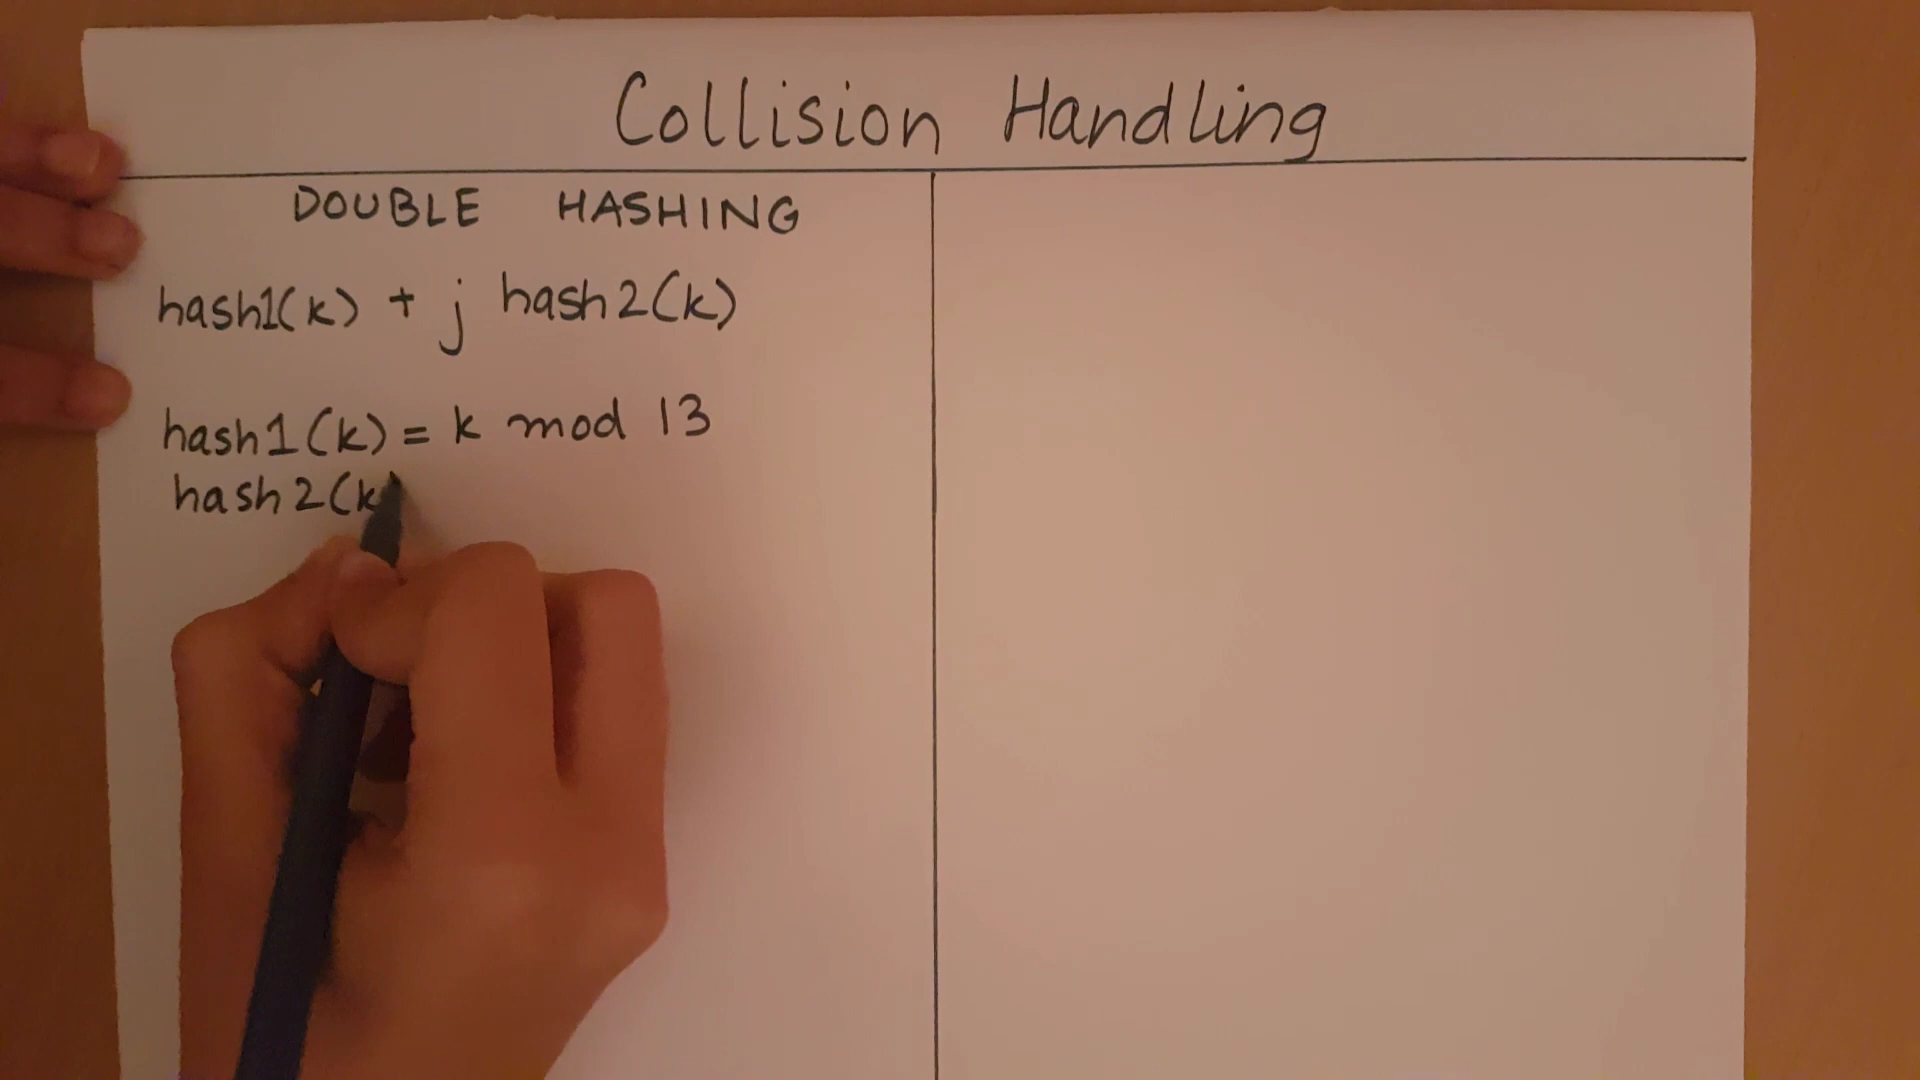 Collision Handling
DOUBLE HASHING
hash1(k) + j hash2(k)
hash1(k) = k mod 13
hash2(k)